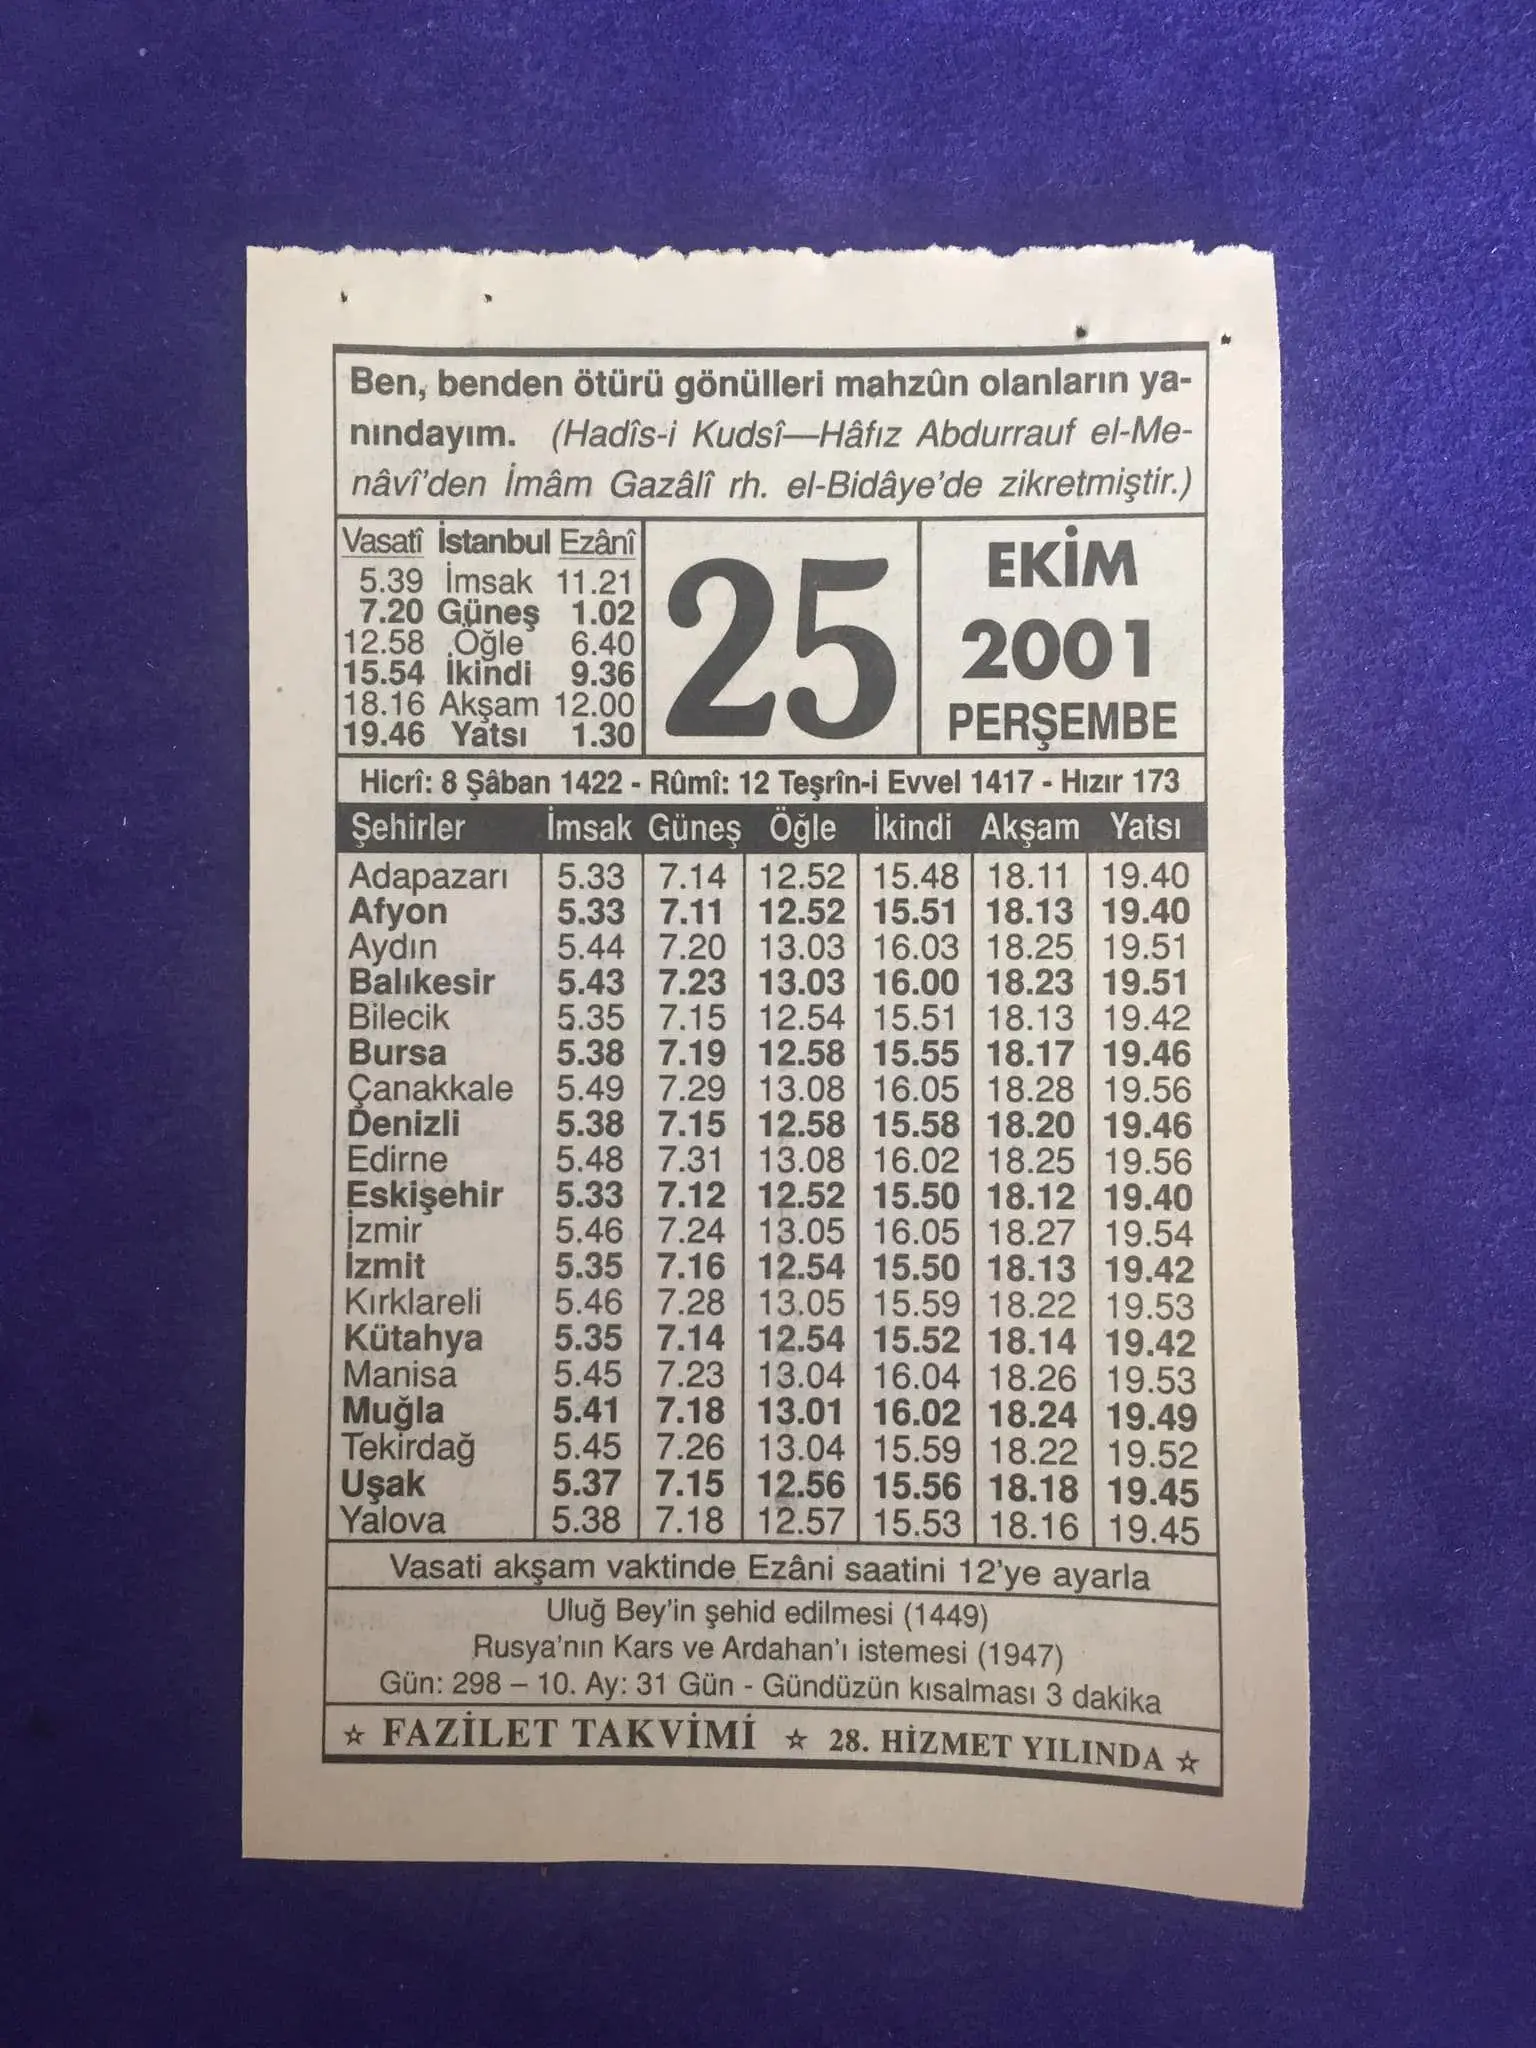 Ben, benden ötürü gönülleri mahzûn olanların ya-
nındayım. (Hadîs-i Kudsî—Hâfız Abdurrauf el-Me-
nâvî'den İmâm Gazâlî rh. el-Bidâye'de zikretmiştir.)
Vasatî İstanbul Ezânî
5.39 İmsak 11.21
7.20 Güneş 1.02
12.58 Öğle 6.40
15.54 İkindi 9.36
18.16 Akşam 12.00
19.46 Yatsı 1.30
25
EKİM
2001
PERŞEMBE
Hicrî: 8 Şâban 1422 - Rûmî: 12 Teşrîn-i Evvel 1417 - Hızır 173
Şehirler İmsak Güneş Öğle İkindi Akşam Yatsı
Adapazarı 5.33 7.14 12.52 15.48 18.11 19.40
Afyon 5.33 7.11 12.52 15.51 18.13 19.40
Aydın 5.44 7.20 13.03 16.03 18.25 19.51
Balıkesir 5.43 7.23 13.03 16.00 18.23 19.51
Bilecik 5.35 7.15 12.54 15.51 18.13 19.42
Bursa 5.38 7.19 12.58 15.55 18.17 19.46
Çanakkale 5.49 7.29 13.08 16.05 18.28 19.56
Denizli 5.38 7.15 12.58 15.58 18.20 19.46
Edirne 5.48 7.31 13.08 16.02 18.25 19.56
Eskişehir 5.33 7.12 12.52 15.50 18.12 19.40
İzmir 5.46 7.24 13.05 16.05 18.27 19.54
İzmit 5.35 7.16 12.54 15.50 18.13 19.42
Kırklareli 5.46 7.28 13.05 15.59 18.22 19.53
Kütahya 5.35 7.14 12.54 15.52 18.14 19.42
Manisa 5.45 7.23 13.04 16.04 18.26 19.53
Muğla 5.41 7.18 13.01 16.02 18.24 19.49
Tekirdağ 5.45 7.26 13.04 15.59 18.22 19.52
Uşak 5.37 7.15 12.56 15.56 18.18 19.45
Yalova 5.38 7.18 12.57 15.53 18.16 19.45
Vasati akşam vaktinde Ezâni saatini 12'ye ayarla
Uluğ Bey'in şehid edilmesi (1449)
Rusya'nın Kars ve Ardahan'ı istemesi (1947)
Gün: 298 – 10. Ay: 31 Gün - Gündüzün kısalması 3 dakika
☆ FAZİLET TAKVİMİ ☆ 28. HİZMET YILINDA ☆